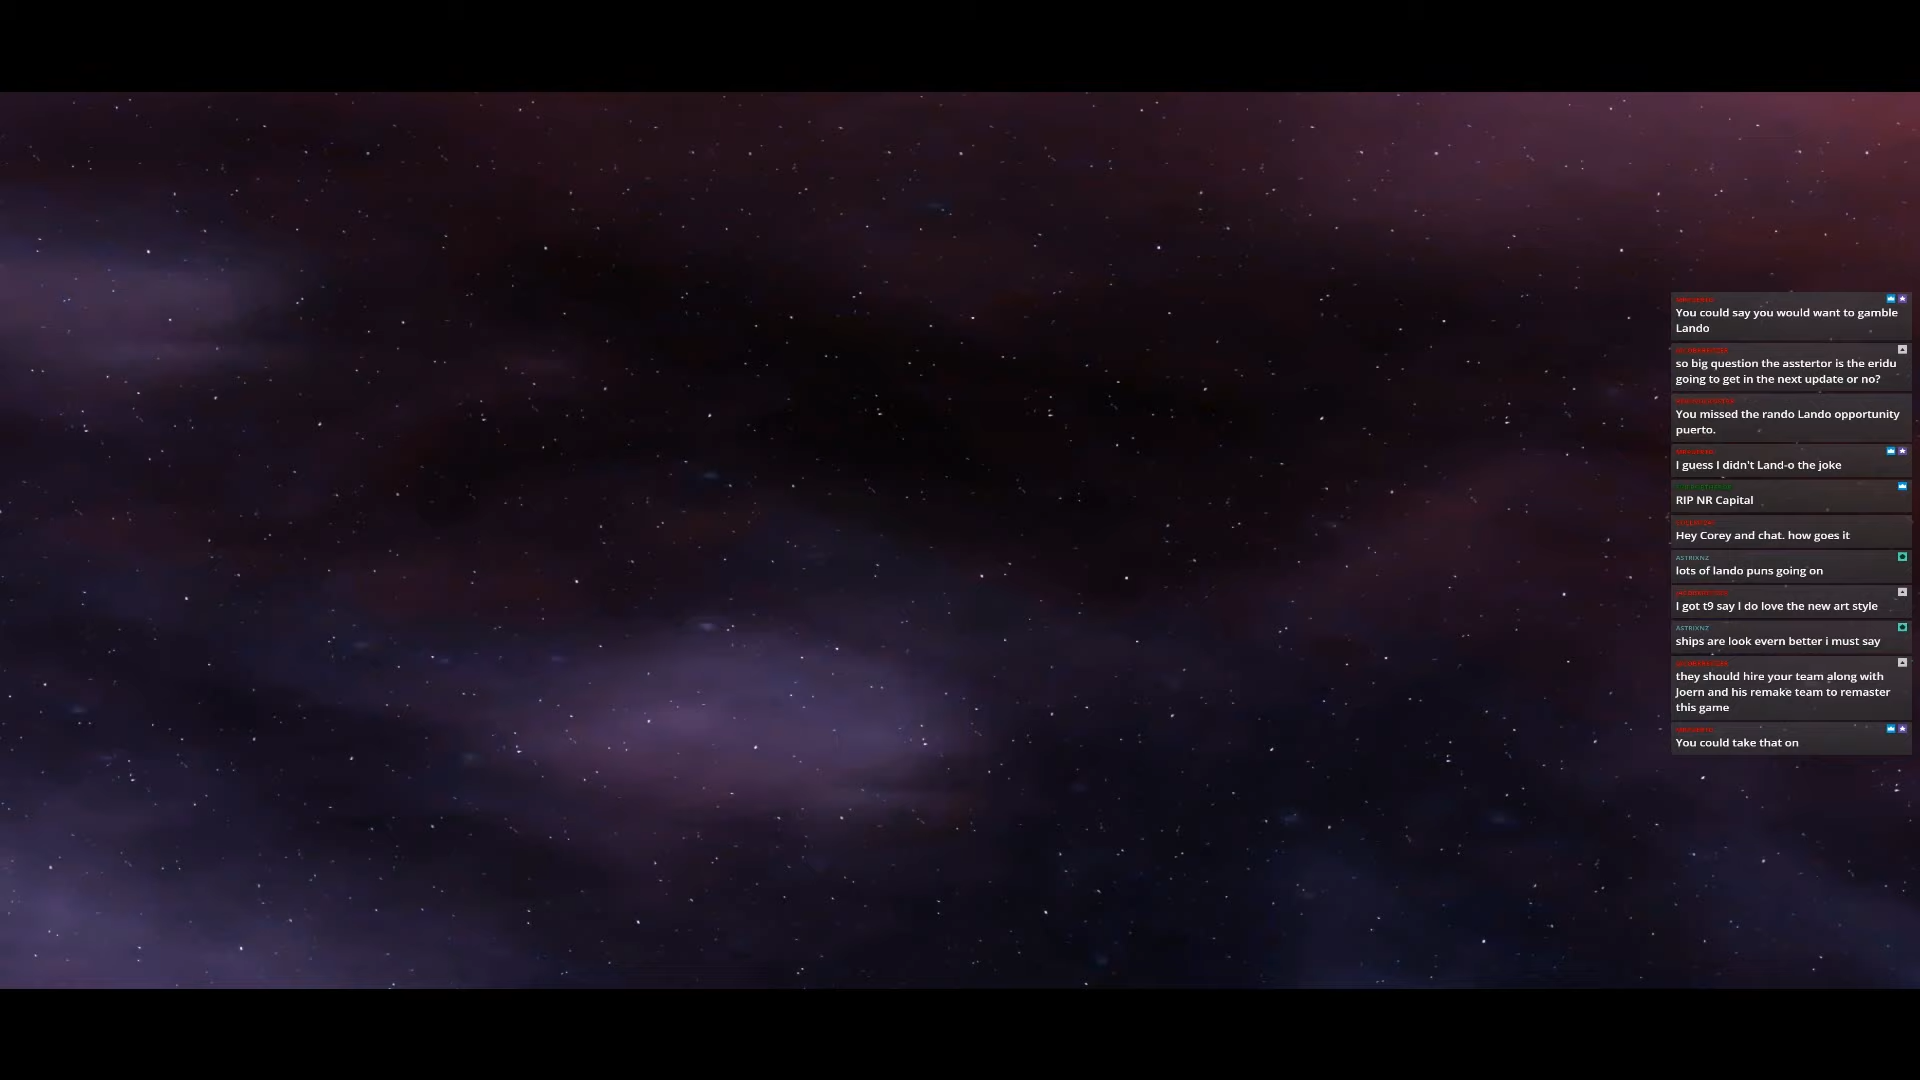 You could say you would want to gamble
Lando
so big question the asstertor is the eridu
going to get in the next update or no?
You missed the rando Lando opportunity
puerto.
I guess I didn't Land-o the joke
RIP NR Capital
Hey Corey and chat. how goes it
ASTRIXNZ
lots of lando puns going on
I got t9 say I do love the new art style
ASTRIXNZ
ships are look evern better i must say
they should hire your team along with
Joern and his remake team to remaster
this game
You could take that on